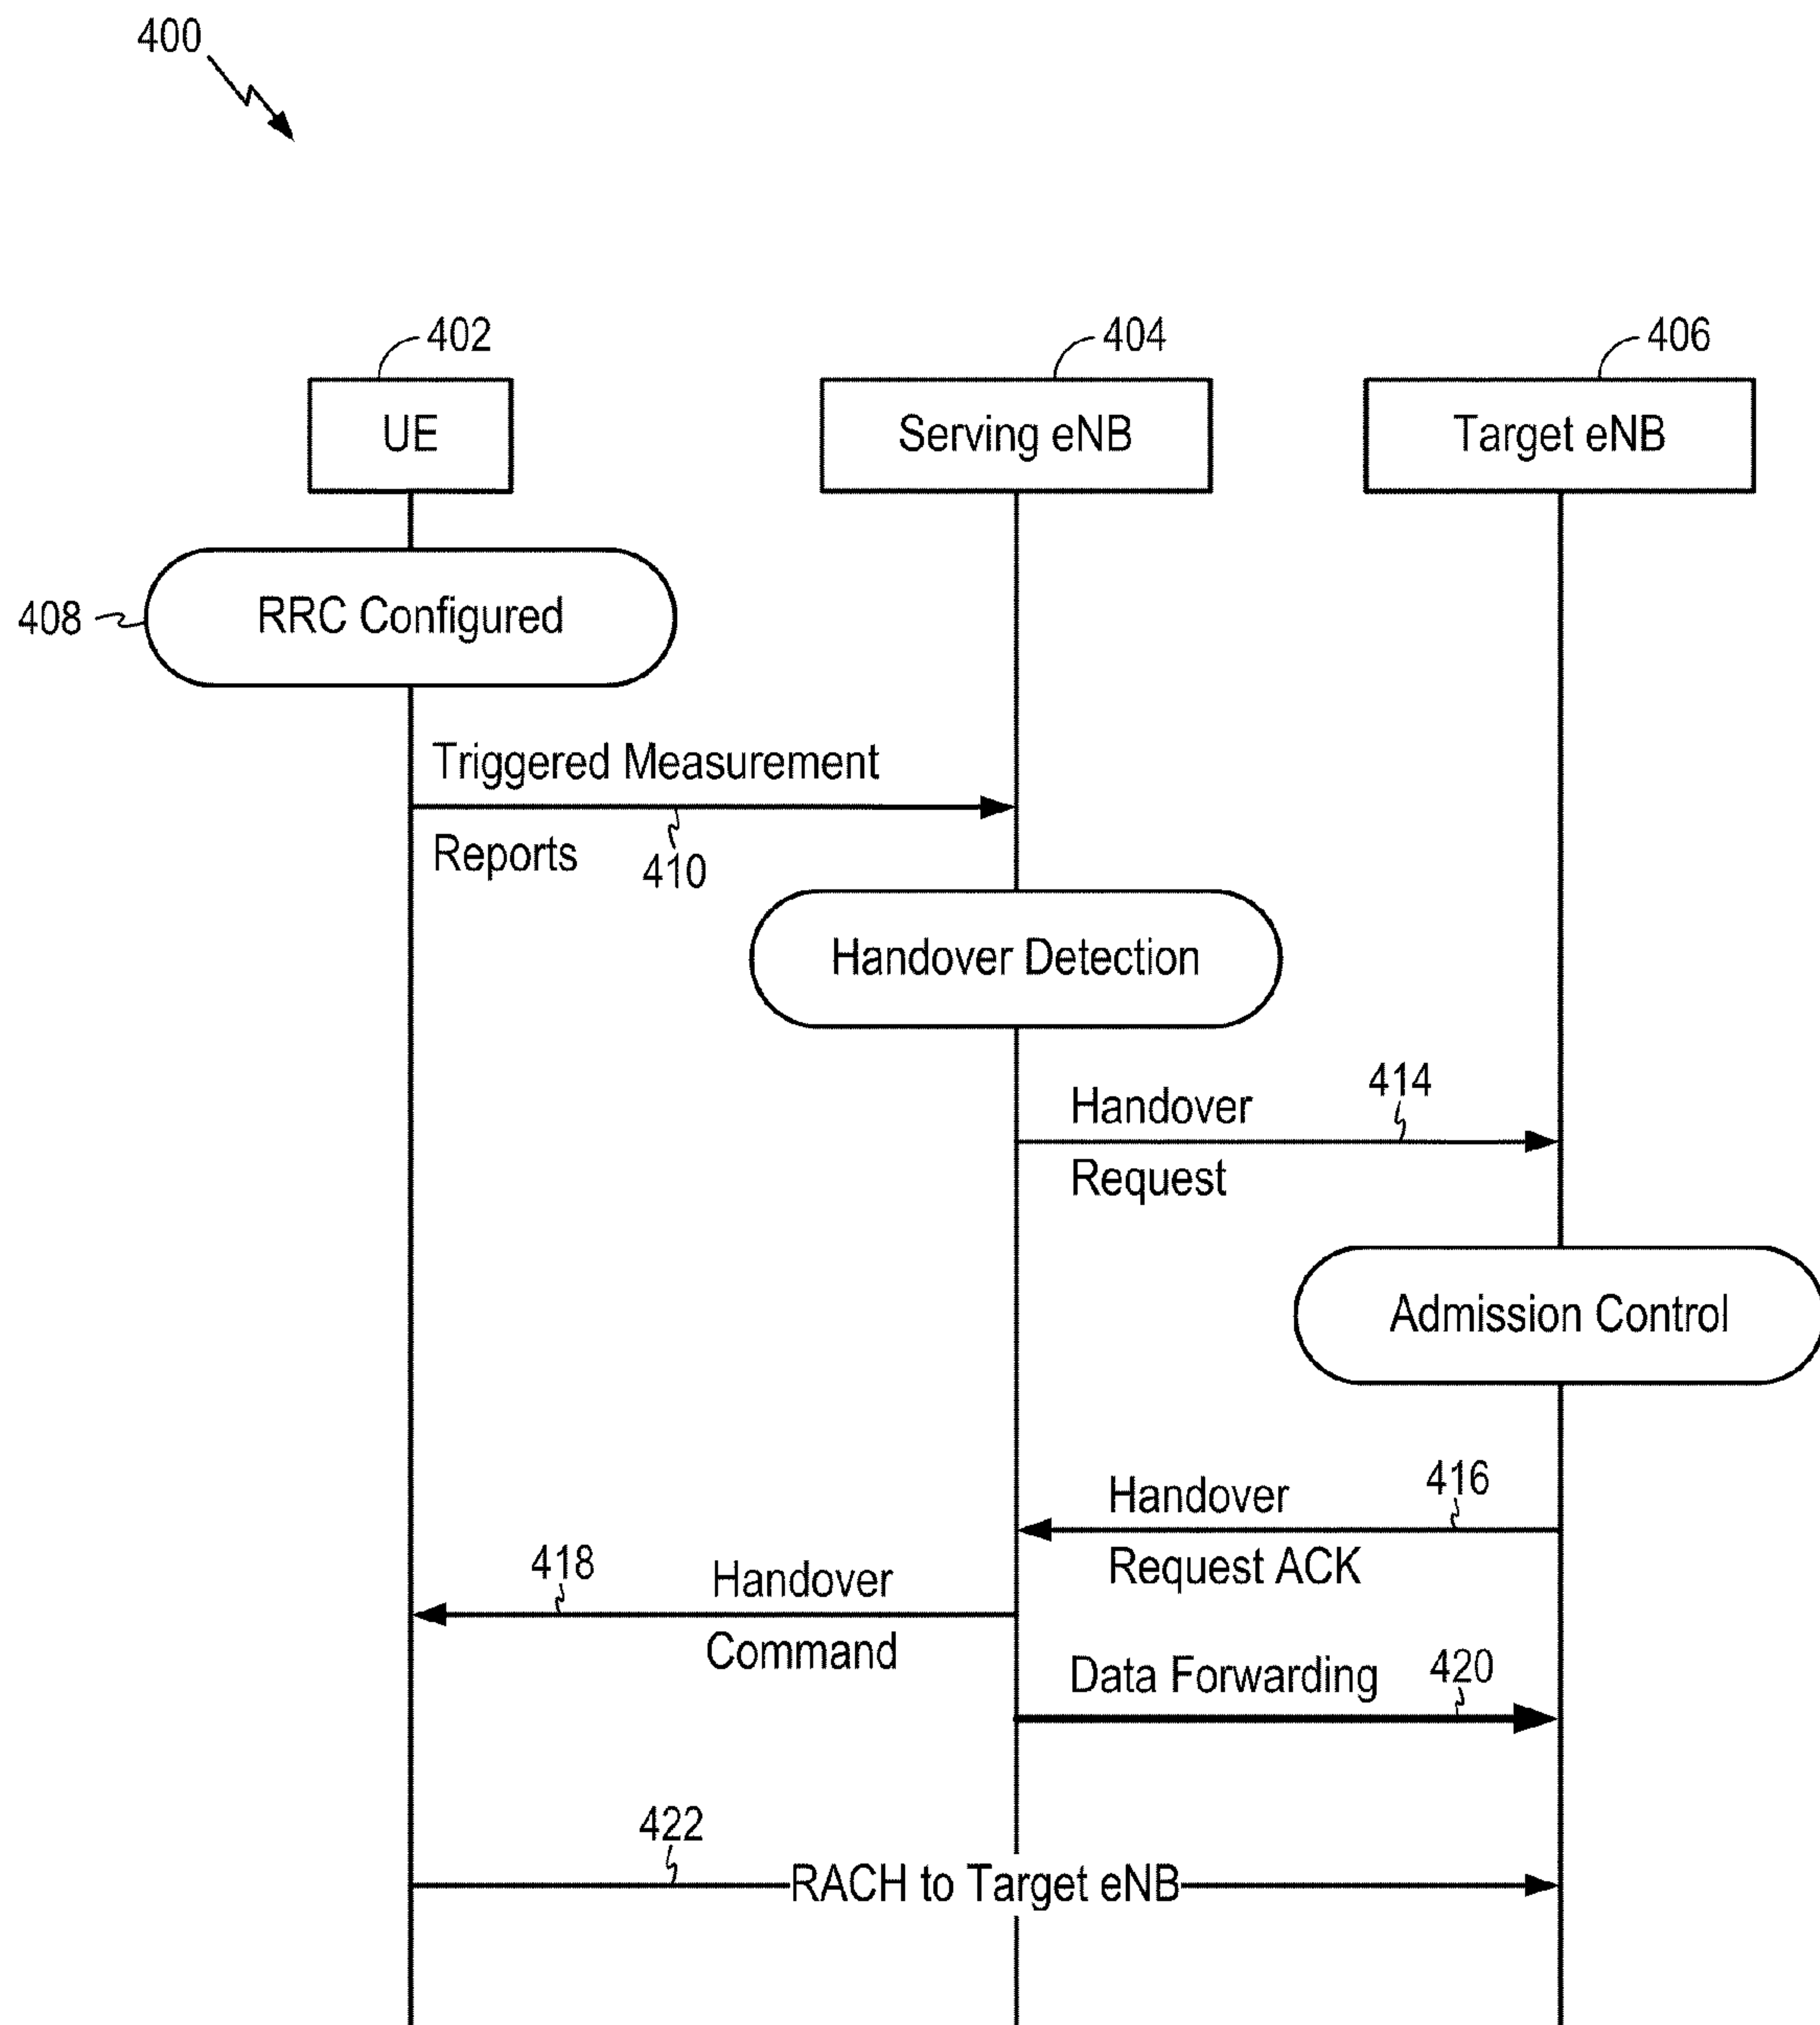 400
402
404
406
UE
Serving eNB
Target eNB
408
RRC Configured
Triggered Measurement
Reports
410
Handover Detection
Handover
414
Request
Admission Control
Handover
416
Request ACK
418
Handover
Command
Data Forwarding
420
422
RACH to Target eNB